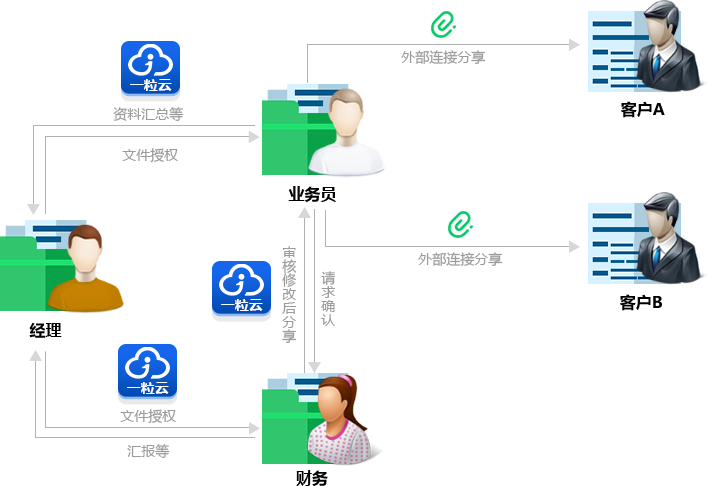 外部连接分享
客户A
一粒云
资料汇总等
文件授权
业务员
外部连接分享
客户B
审核修改后分享
请求确认
一粒云
经理
一粒云
文件授权
汇报等
财务